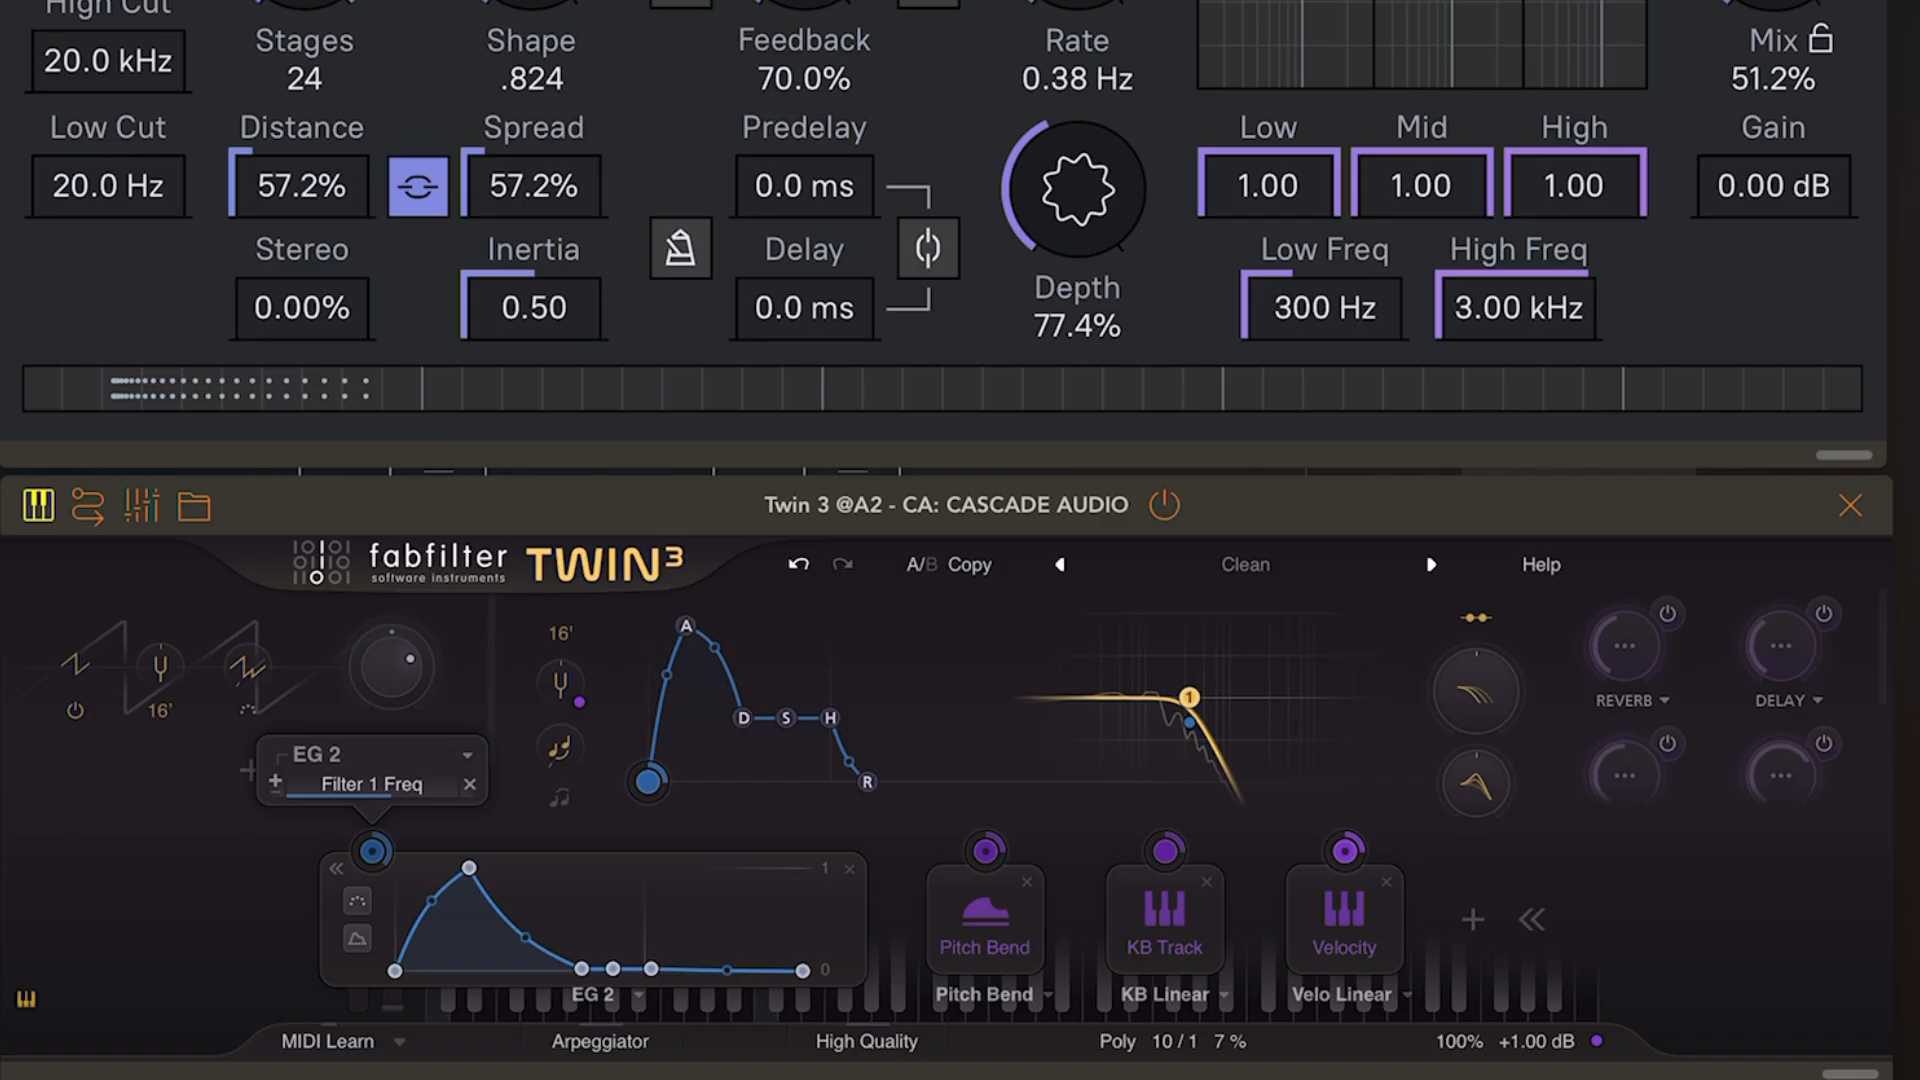 High Cut
20.0 kHz
Stages
24
Shape
.824
Feedback
70.0%
Rate
0.38 Hz
Mix
51.2%
Low Cut
20.0 Hz
Distance
57.2%
Spread
57.2%
Predelay
0.0 ms
Low
1.00
Mid
1.00
High
1.00
Gain
0.00 dB
Stereo
0.00%
Inertia
0.50
Delay
0.0 ms
Depth
77.4%
Low Freq
300 Hz
High Freq
3.00 kHz
Twin 3 @A2 - CA: CASCADE AUDIO
fabfilter
software instruments
TWIN3
A/B Copy
Clean
Help
16'
16'
A
D
S
H
R
1
REVERB
DELAY
EG 2
Filter 1 Freq
1
0
EG 2
Pitch Bend
Pitch Bend
KB Track
KB Linear
Velocity
Velo Linear
MIDI Learn
Arpeggiator
High Quality
Poly 10 / 1 7 %
100% +1.00 dB